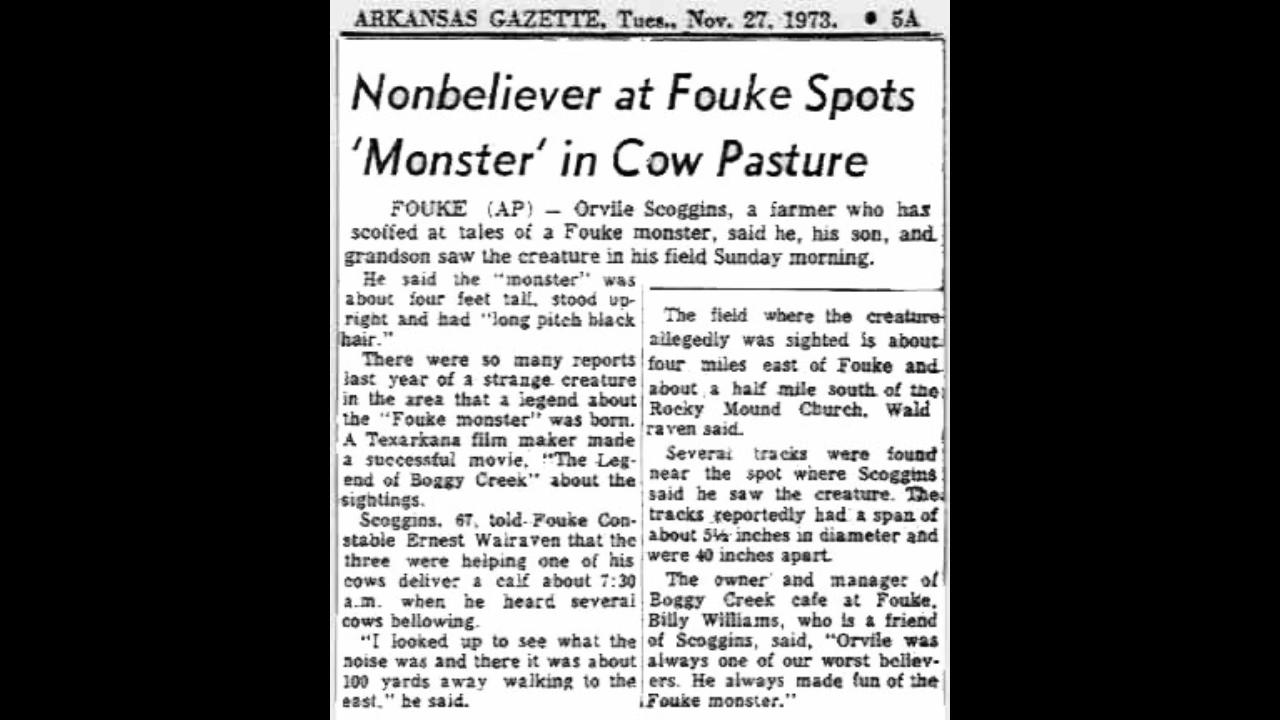 ARKANSAS GAZETTE, Tues., Nov. 27, 1973. • 5A
Nonbeliever at Fouke Spots
'Monster' in Cow Pasture
FOUKE (AP) — Orvile Scoggins, a farmer who has
scoffed at tales of a Fouke monster, said he, his son, and
grandson saw the creature in his field Sunday morning.
He said the "monster" was
about four feet tall, stood up-
right and had "long pitch black
hair."
There were so many reports
last year of a strange creature
in the area that a legend about
the "Fouke monster" was born.
A Texarkana film maker made
a successful movie, "The Leg-
end of Boggy Creek" about the
sightings.
Scoggins, 67, told Fouke Con-
stable Ernest Walraven that the
three were helping one of his
cows deliver a calf about 7:30
a.m. when he heard several
cows bellowing.
"I looked up to see what the
noise was and there it was about
100 yards away walking to the
east," he said.
The field where the creature
allegedly was sighted is about
four miles east of Fouke and
about a half mile south of the
Rocky Mound Church, Wald
raven said.
Several tracks were found
near the spot where Scoggins
said he saw the creature. The
tracks reportedly had a span of
about 5½ inches in diameter and
were 40 inches apart.
The owner and manager of
Boggy Creek cafe at Fouke,
Billy Williams, who is a friend
of Scoggins, said, "Orvile was
always one of our worst believ-
ers. He always made fun of the
Fouke monster."